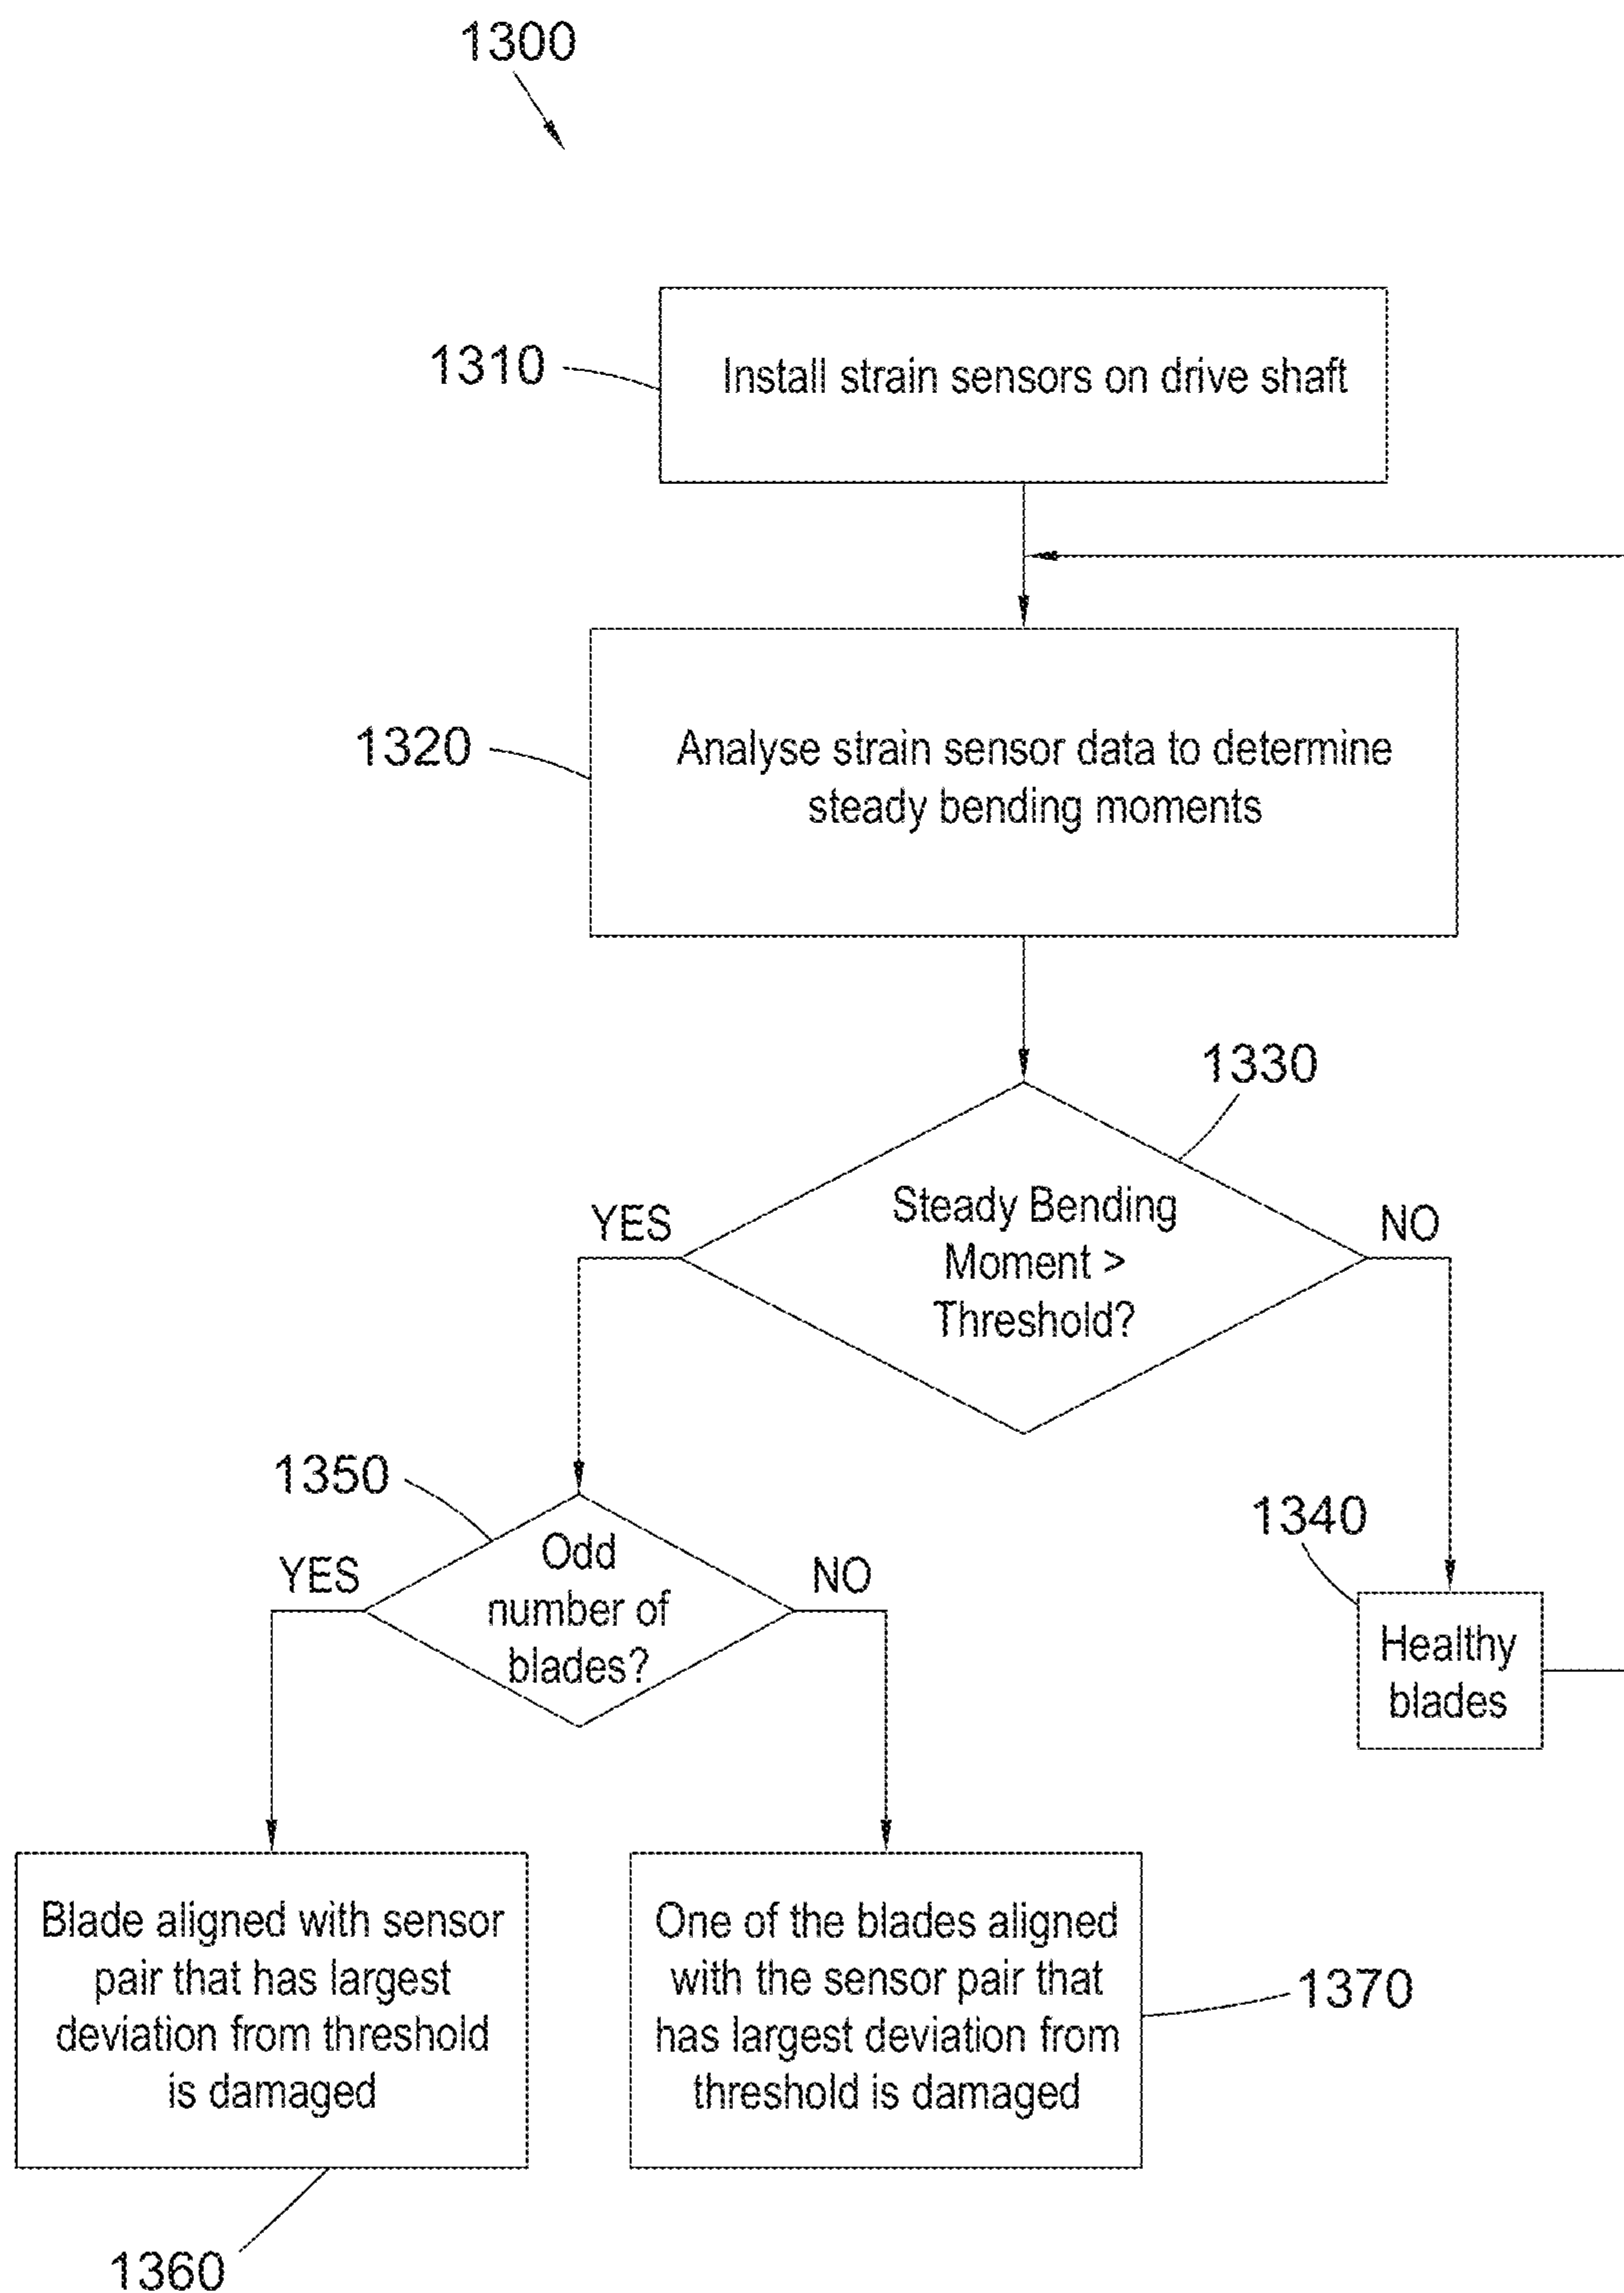 1300
1310
Install strain sensors on drive shaft
1320
Analyse strain sensor data to determine
steady bending moments
1330
YES
Steady Bending
Moment >
Threshold?
NO
1350
YES
Odd
number of
blades?
NO
1340
Healthy
blades
Blade aligned with sensor
pair that has largest
deviation from threshold
is damaged
One of the blades aligned
with the sensor pair that
has largest deviation from
threshold is damaged
1370
1360